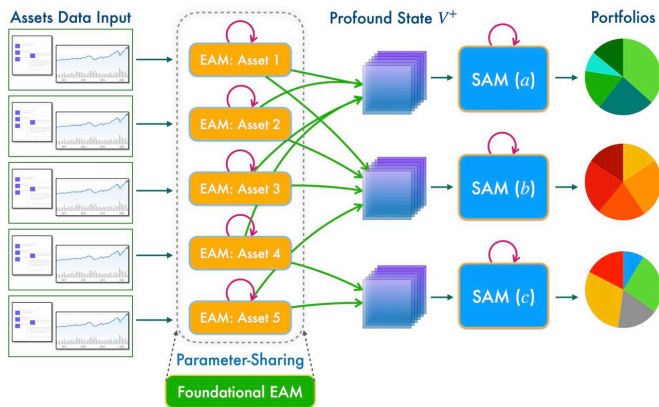 Assets Data Input
Profound State V⁺
Portfolios
EAM: Asset 1
SAM (a)
EAM: Asset 2
EAM: Asset 3
SAM (b)
EAM: Asset 4
SAM (c)
EAM: Asset 5
Parameter-Sharing
Foundational EAM